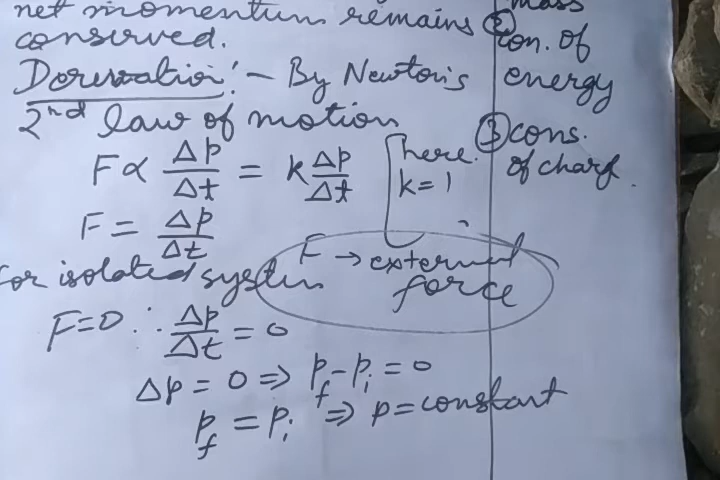 net momentum remains
conserved.
Derivation:- By Newton's
2nd law of motion
F∝ Δp/Δt = k Δp/Δt
here
k=1
F = Δp/Δt
F → external
force
for isolated system
F=0 ∴ Δp/Δt = 0
Δp = 0 ⇒ pf - pi = 0
pf = pi ⇒ p=constant
mass
② con. of
energy
③ cons.
of charg.